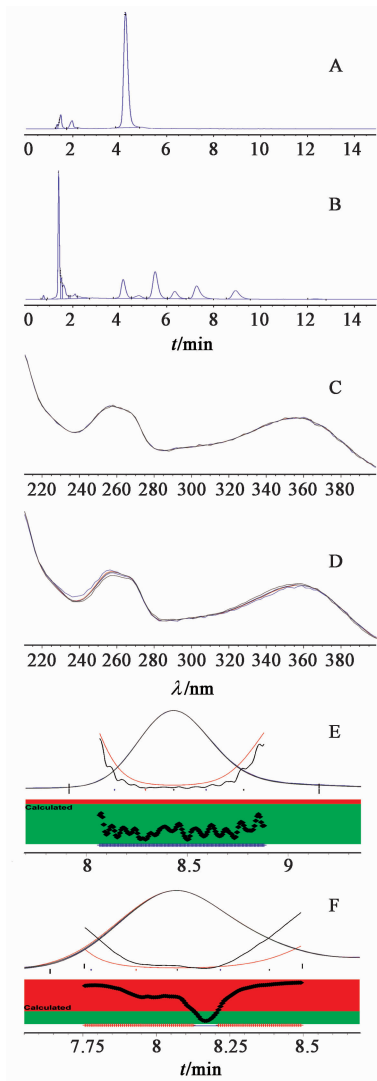 A
0 2 4 6 8 10 12 14
B
0 2 4 6 8 10 12 14
t/min
C
220 240 260 280 300 320 340 360 380
D
220 240 260 280 300 320 340 360 380
λ/nm
E
Calculated
8 8.5 9
F
Calculated
7.75 8 8.25 8.5
t/min